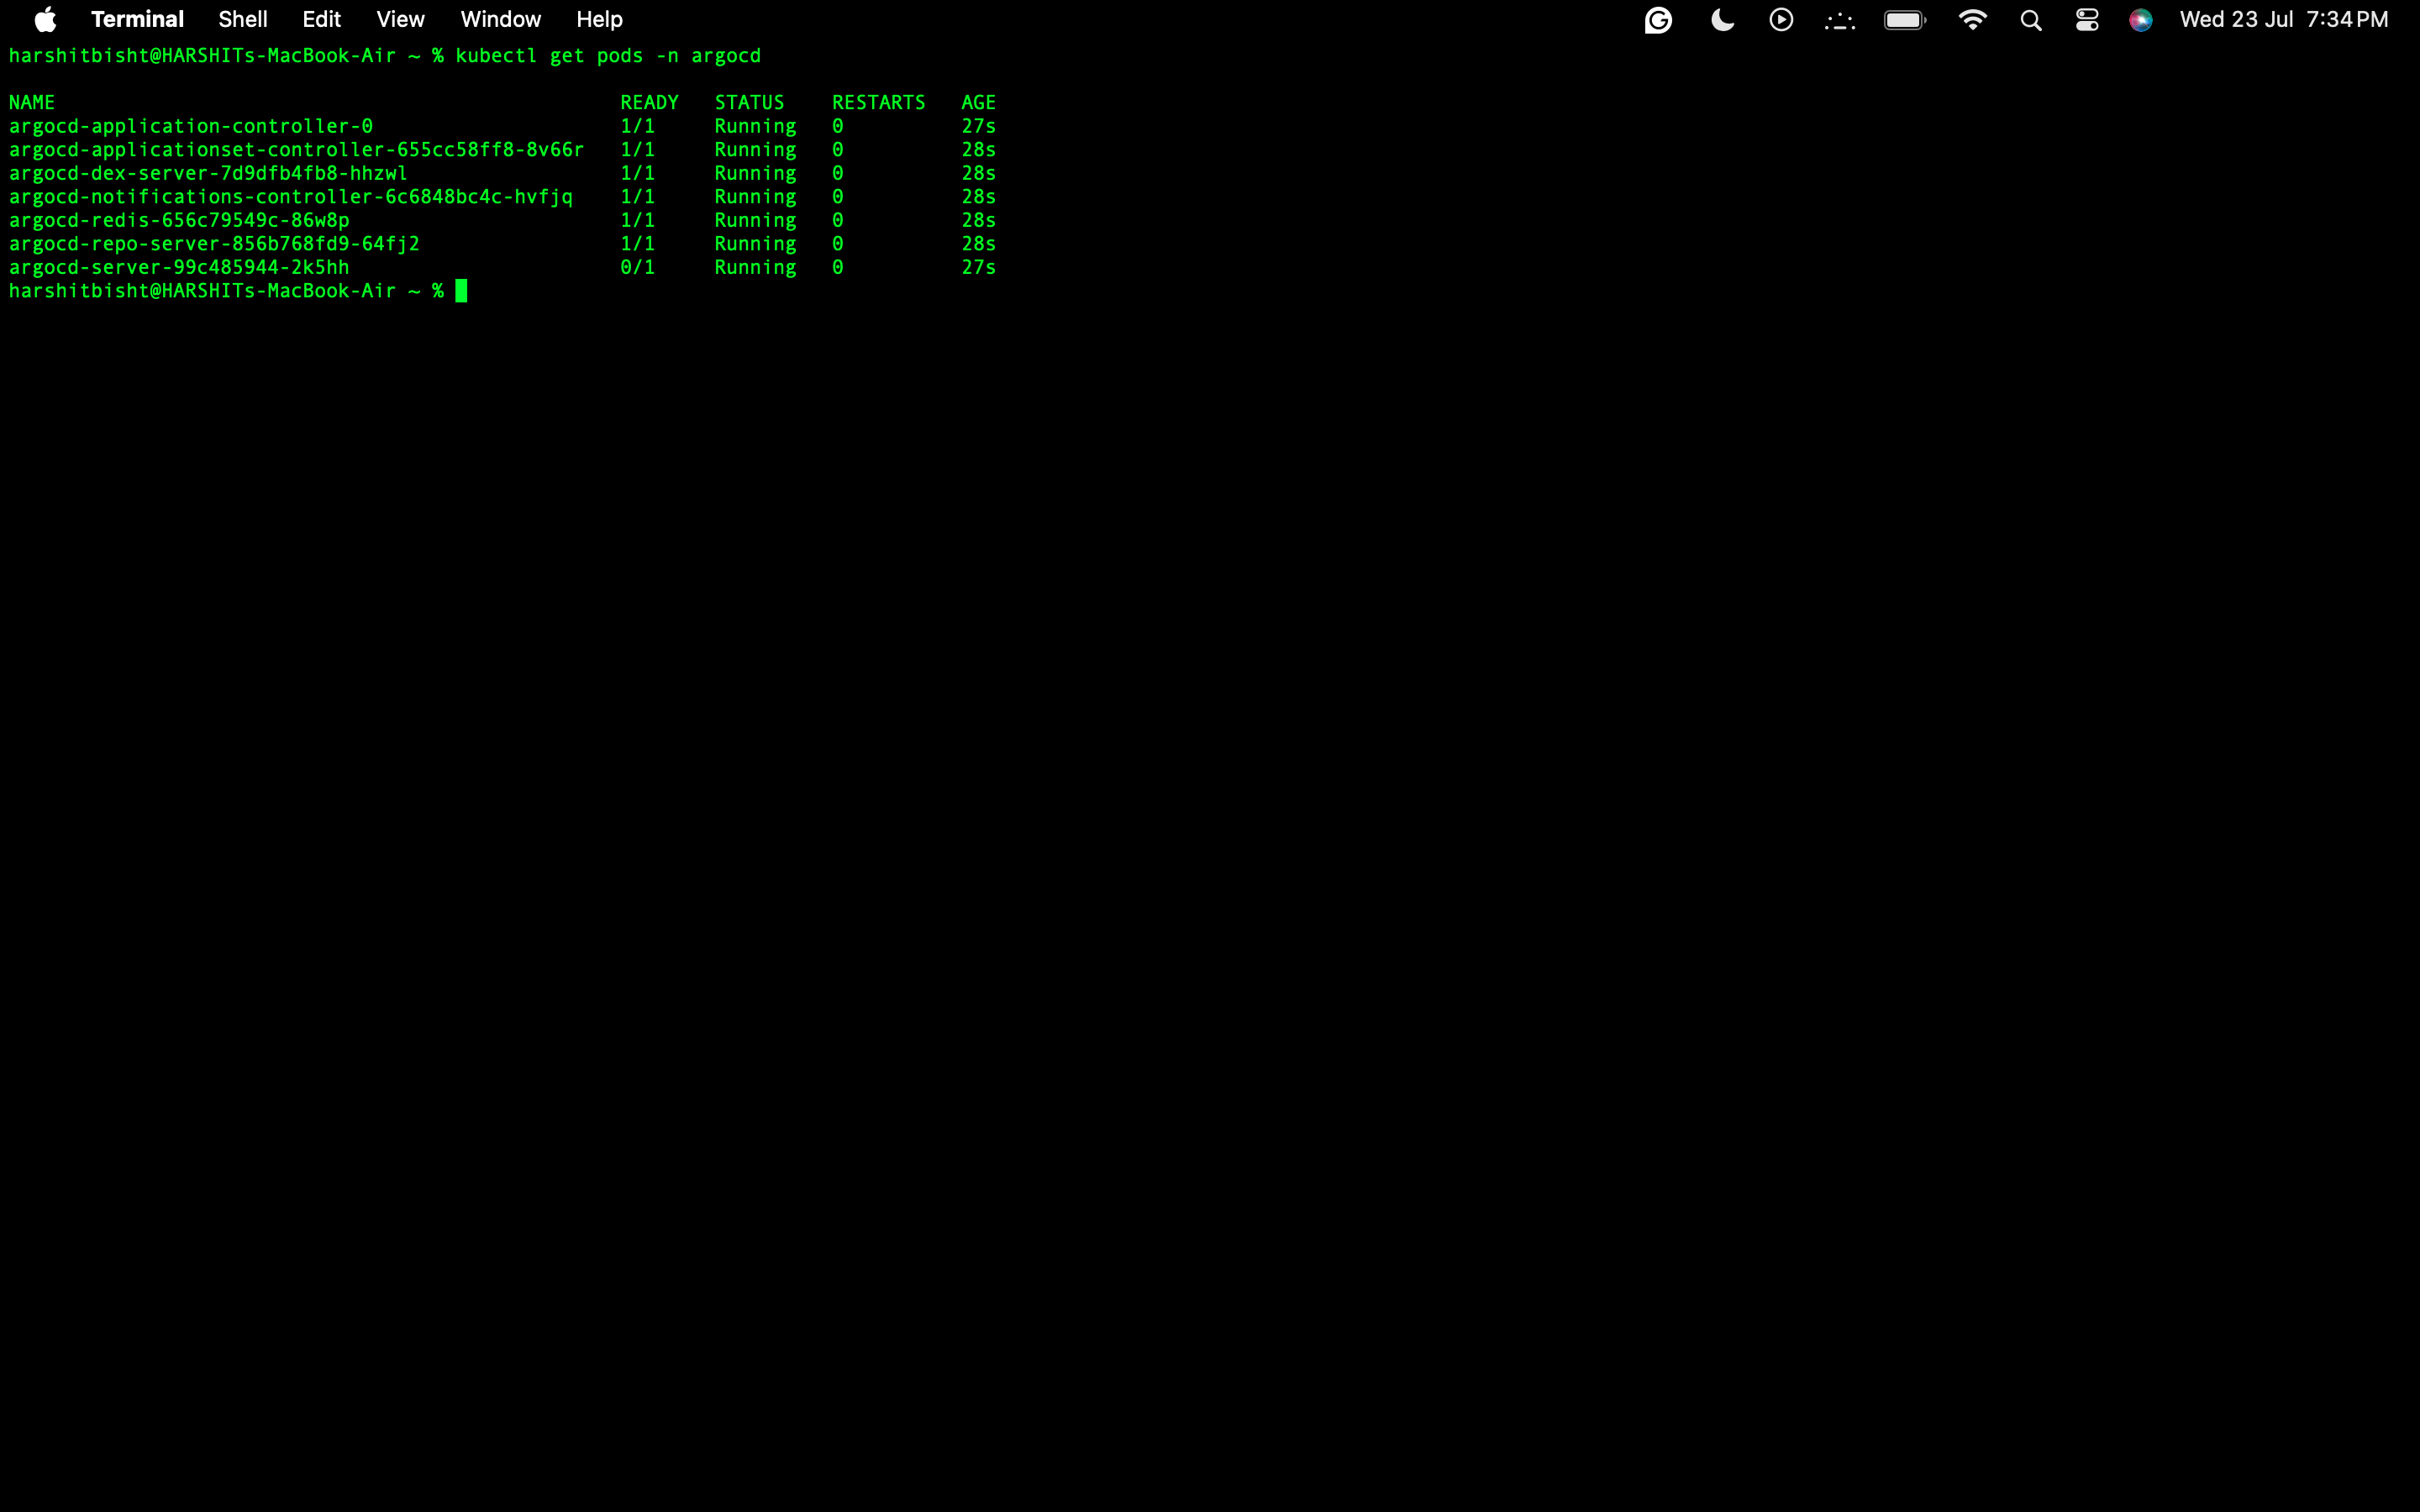 Terminal Shell Edit View Window Help Wed 23 Jul 7:34 PM
harshitbisht@HARSHITs-MacBook-Air ~ % kubectl get pods -n argocd
NAME READY STATUS RESTARTS AGE
argocd-application-controller-0 1/1 Running 0 27s
argocd-applicationset-controller-655cc58ff8-8v66r 1/1 Running 0 28s
argocd-dex-server-7d9dfb4fb8-hhzwl 1/1 Running 0 28s
argocd-notifications-controller-6c6848bc4c-hvfjq 1/1 Running 0 28s
argocd-redis-656c79549c-86w8p 1/1 Running 0 28s
argocd-repo-server-856b768fd9-64fj2 1/1 Running 0 28s
argocd-server-99c485944-2k5hh 0/1 Running 0 27s
harshitbisht@HARSHITs-MacBook-Air ~ %